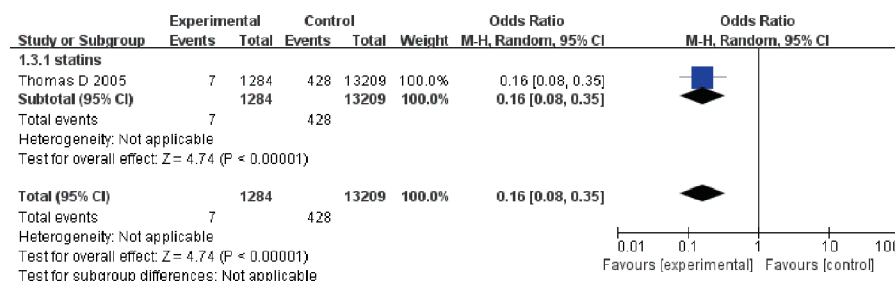 Experimental Control Odds Ratio Odds Ratio
Study or Subgroup Events Total Events Total Weight M-H, Random, 95% CI M-H, Random, 95% CI
1.3.1 statins
Thomas D 2005 7 1284 428 13209 100.0% 0.16 [0.08, 0.35]
Subtotal (95% CI) 1284 13209 100.0% 0.16 [0.08, 0.35]
Total events 7 428
Heterogeneity: Not applicable
Test for overall effect: Z = 4.74 (P < 0.00001)
Total (95% CI) 1284 13209 100.0% 0.16 [0.08, 0.35]
Total events 7 428
Heterogeneity: Not applicable
Test for overall effect: Z = 4.74 (P < 0.00001)
Test for subgroup differences: Not applicable
0.01 0.1 1 10 100
Favours [experimental] Favours [control]